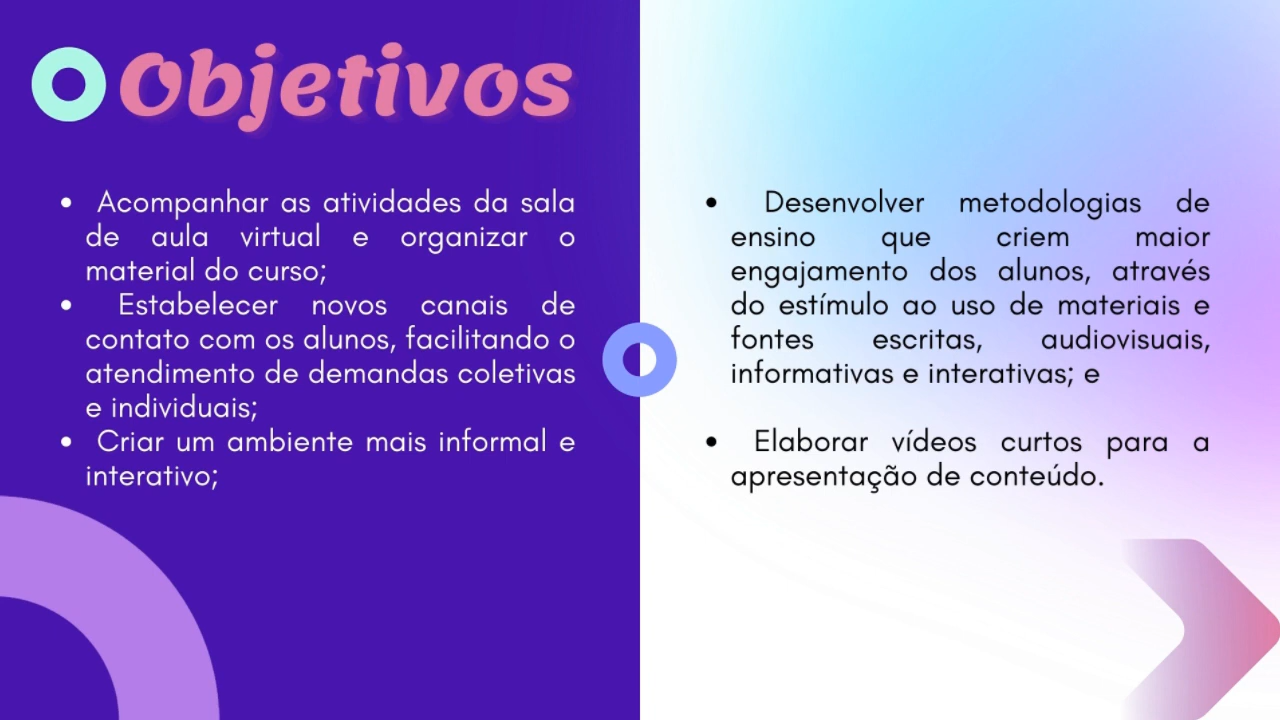 Objetivos
• Acompanhar as atividades da sala
de aula virtual e organizar o
material do curso;
• Estabelecer novos canais de
contato com os alunos, facilitando o
atendimento de demandas coletivas
e individuais;
• Criar um ambiente mais informal e
interativo;
• Desenvolver metodologias de
ensino que criem maior
engajamento dos alunos, através
do estímulo ao uso de materiais e
fontes escritas, audiovisuais,
informativas e interativas; e
• Elaborar vídeos curtos para a
apresentação de conteúdo.